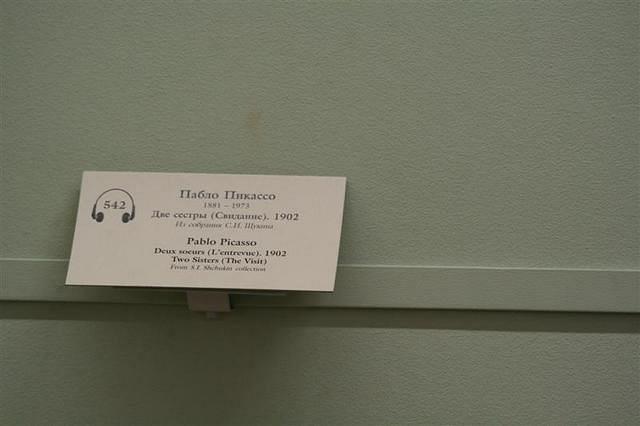 542
Пабло Пикассо
1881 – 1973
Две сестры (Свидание). 1902
Из собрания С.И. Щукина
Pablo Picasso
Deux soeurs (L'entrevue). 1902
Two Sisters (The Visit)
From S.I. Shchukin collection